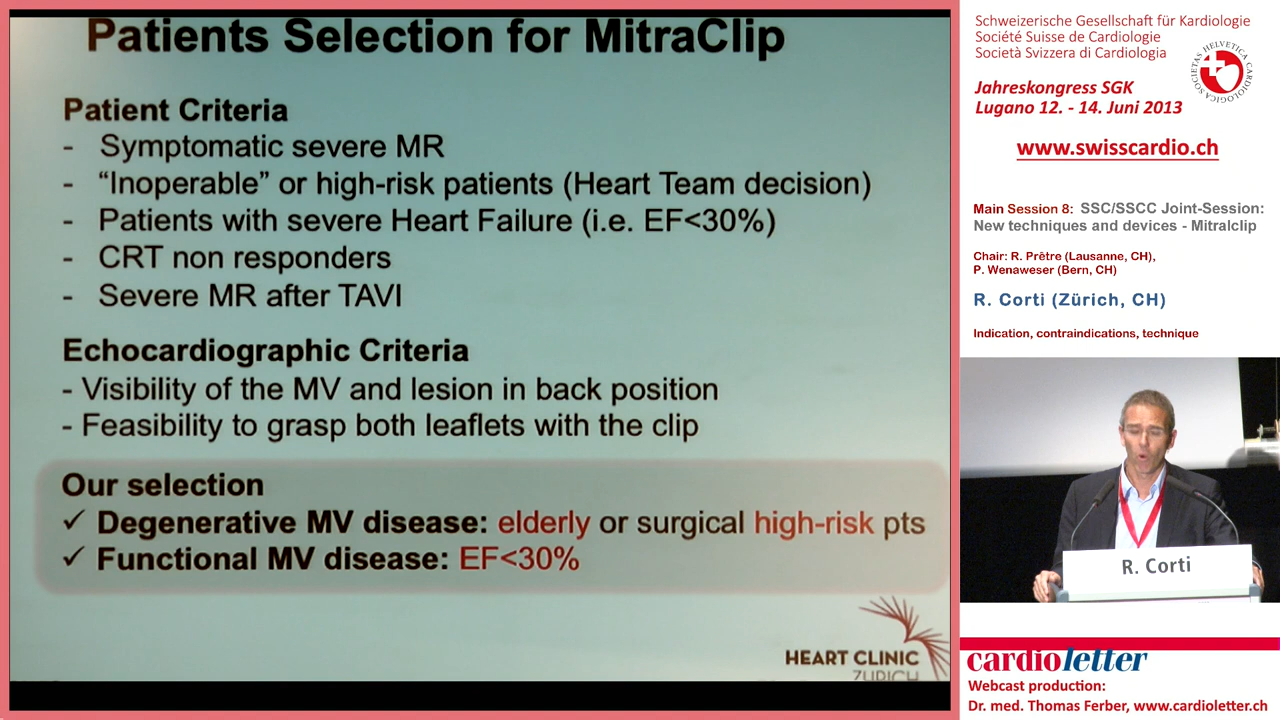 Patients Selection for MitraClip
Patient Criteria
- Symptomatic severe MR
- “Inoperable” or high-risk patients (Heart Team decision)
- Patients with severe Heart Failure (i.e. EF<30%)
- CRT non responders
- Severe MR after TAVI
Echocardiographic Criteria
- Visibility of the MV and lesion in back position
- Feasibility to grasp both leaflets with the clip
Our selection
✓ Degenerative MV disease: elderly or surgical high-risk pts
✓ Functional MV disease: EF<30%
HEART CLINIC
ZURICH
Schweizerische Gesellschaft für Kardiologie
Société Suisse de Cardiologie
Società Svizzera di Cardiologia
SOCIETAS HELVETICA CARDIOLOGICA
Jahreskongress SGK
Lugano 12. - 14. Juni 2013
www.swisscardio.ch
Main Session 8: SSC/SSCC Joint-Session:
New techniques and devices - Mitralclip
Chair: R. Prêtre (Lausanne, CH),
P. Wenaweser (Bern, CH)
R. Corti (Zürich, CH)
Indication, contraindications, technique
R. Corti
cardioletter
Webcast production:
Dr. med. Thomas Ferber, www.cardioletter.ch